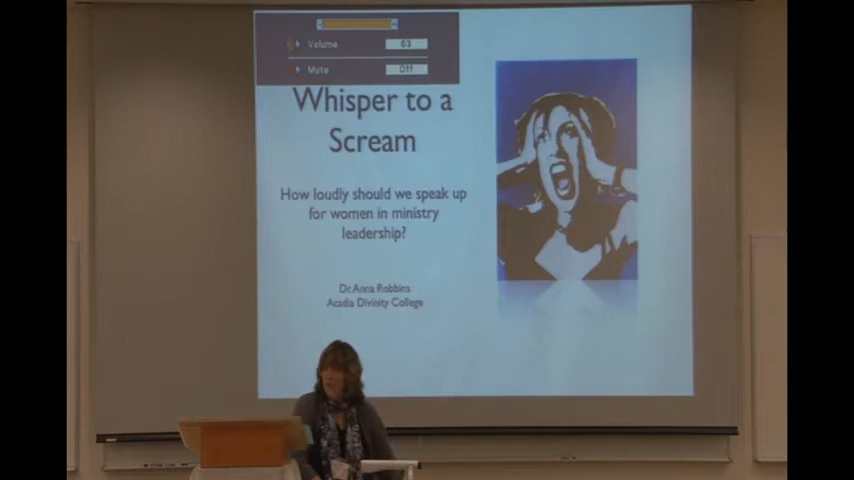 Volume 63
Mute Off
Whisper to a
Scream
How loudly should we speak up
for women in ministry
leadership?
Dr. Anna Robbins
Acadia Divinity College